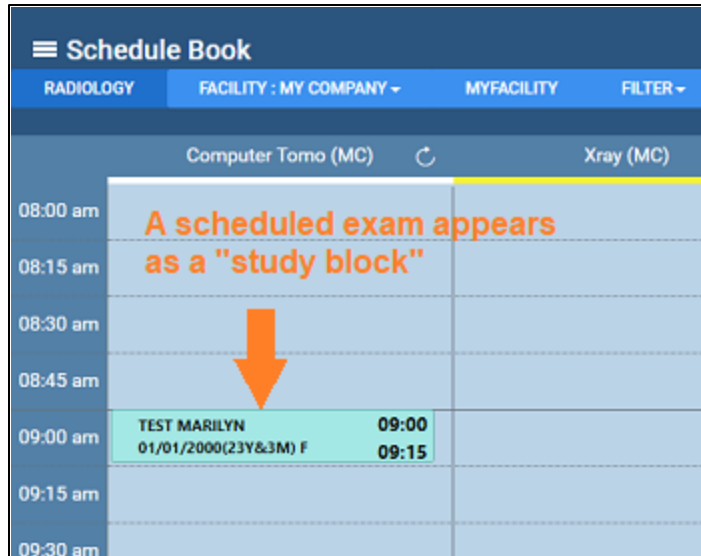 Schedule Book
RADIOLOGY FACILITY : MY COMPANY MYFACILITY FILTER
Computer Tomo (MC) Xray (MC)
08:00 am
A scheduled exam appears
as a "study block"
08:15 am
08:30 am
08:45 am
TEST MARILYN 09:00
09:00 am
01/01/2000(23Y&3M) F 09:15
09:15 am
09:30 am